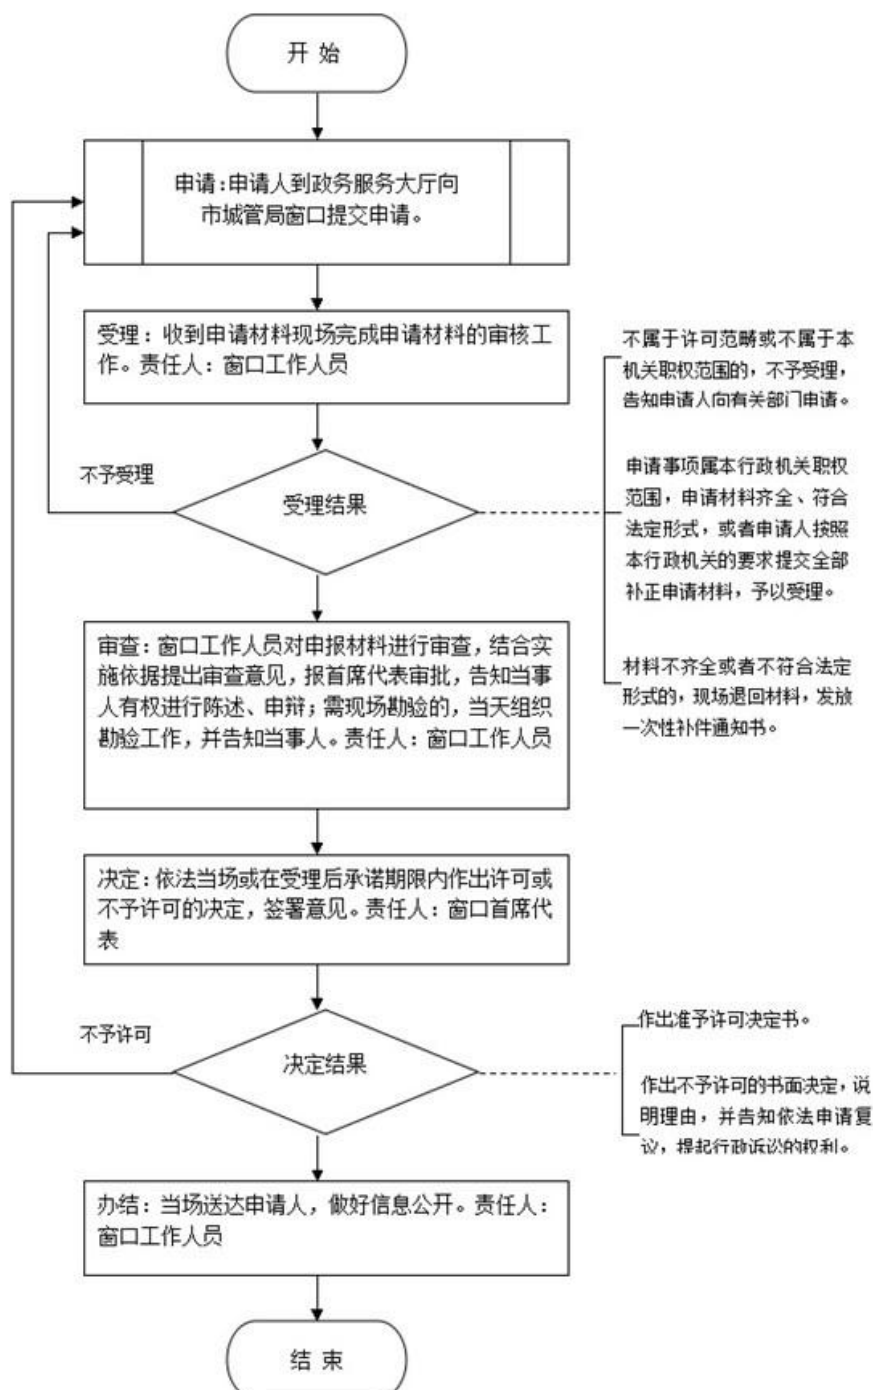 开 始
申请:申请人到政务服务大厅向
市城管局窗口提交申请。
受理：收到申请材料现场完成申请材料的审核工
作。责任人：窗口工作人员
不属于许可范畴或不属于本
机关职权范围的，不予受理，
告知申请人向有关部门申请。
不予受理
受理结果
申请事项属本行政机关职权
范围，申请材料齐全、符合
法定形式，或者申请人按照
本行政机关的要求提交全部
补正申请材料，予以受理。
材料不齐全或者不符合法定
形式的，现场退回材料，发放
一次性补件通知书。
审查：窗口工作人员对申报材料进行审查，结合实
施依据提出审查意见，报首席代表审批，告知当事
人有权进行陈述、申辩；需现场勘验的，当天组织
勘验工作，并告知当事人。责任人：窗口工作人员
决定：依法当场或在受理后承诺期限内作出许可或
不予许可的决定，签署意见。责任人：窗口首席代
表
不予许可
决定结果
作出准予许可决定书。
作出不予许可的书面决定，说
明理由，并告知依法申请复
议，提起行政诉讼的权利。
办结：当场送达申请人，做好信息公开。责任人：
窗口工作人员
结 束